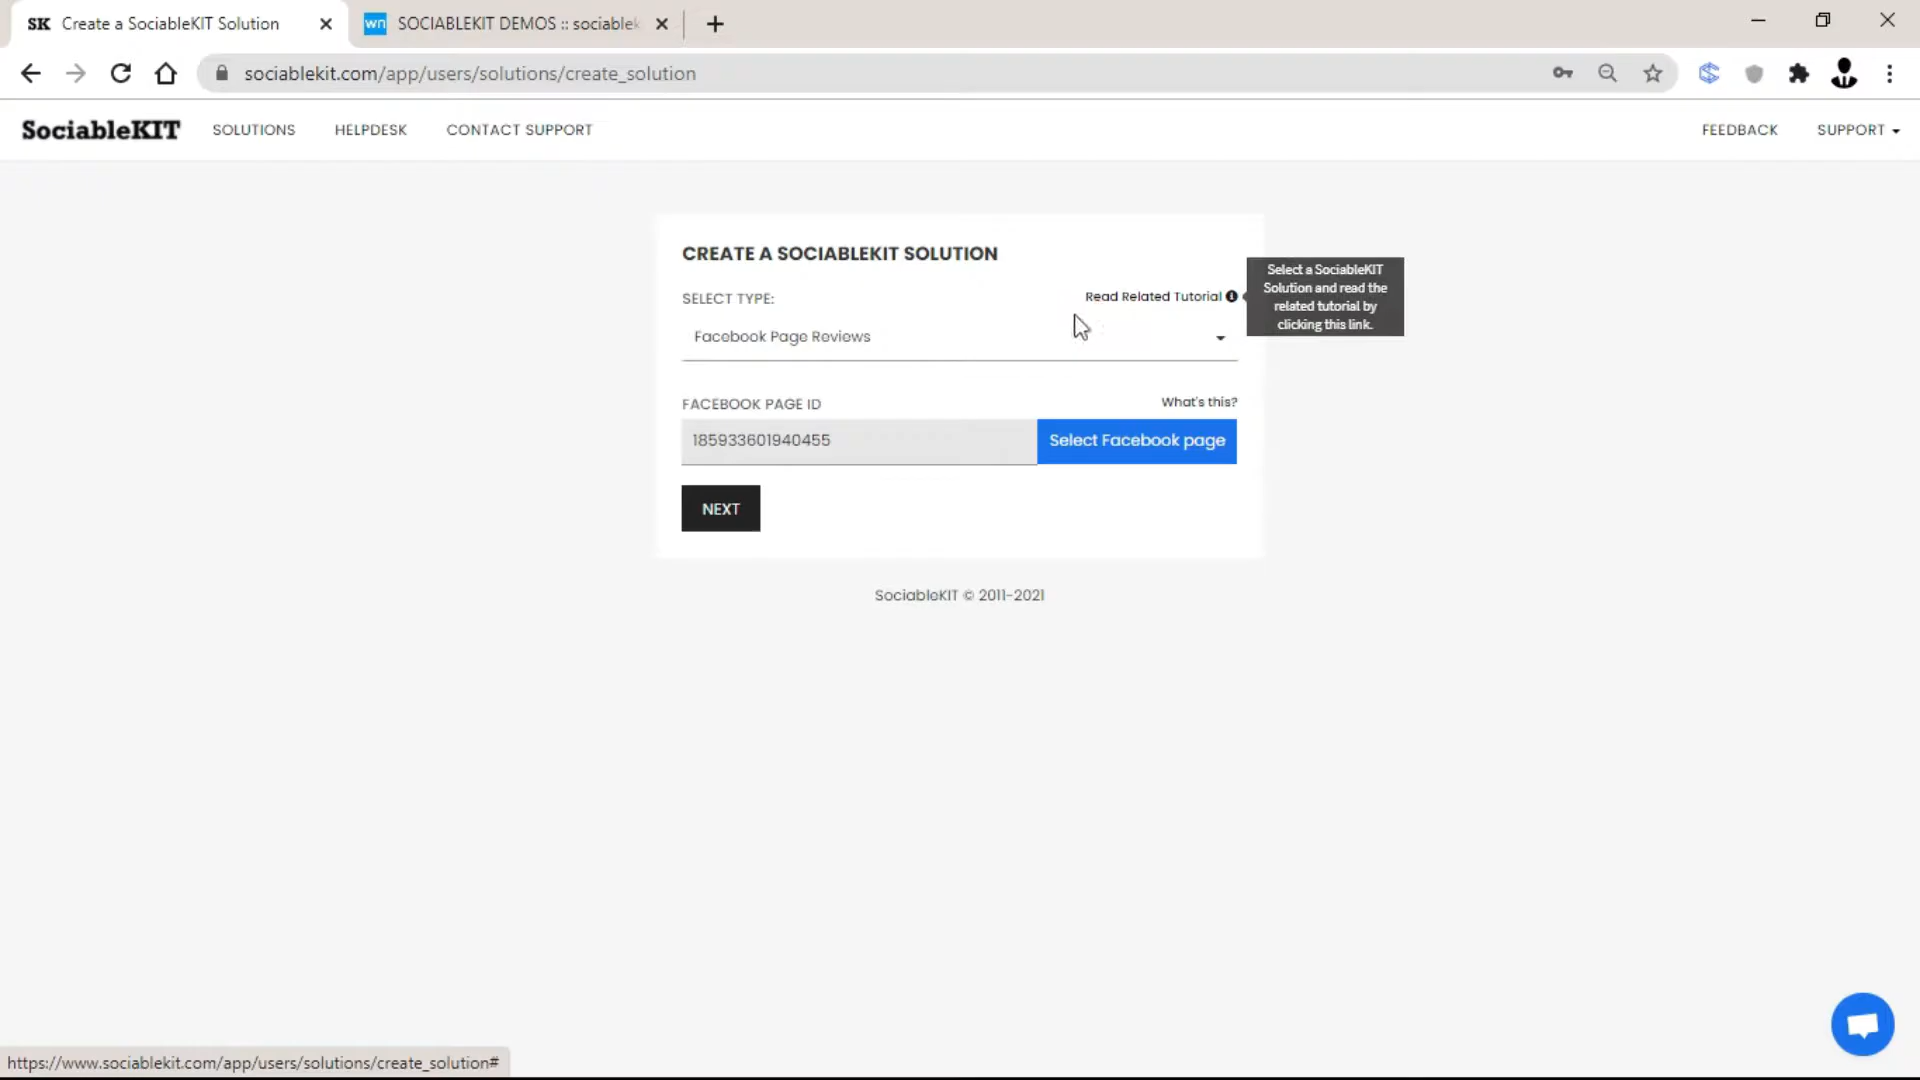 SK Create a SociableKIT Solution
wn SOCIABLEKIT DEMOS :: sociablek
sociablekit.com/app/users/solutions/create_solution
SociableKIT SOLUTIONS HELPDESK CONTACT SUPPORT FEEDBACK SUPPORT
CREATE A SOCIABLEKIT SOLUTION
SELECT TYPE:
Read Related Tutorial
Select a SociableKIT
Solution and read the
related tutorial by
clicking this link.
Facebook Page Reviews
FACEBOOK PAGE ID
What's this?
185933601940455
Select Facebook page
NEXT
SociableKIT © 2011-2021
https://www.sociablekit.com/app/users/solutions/create_solution#